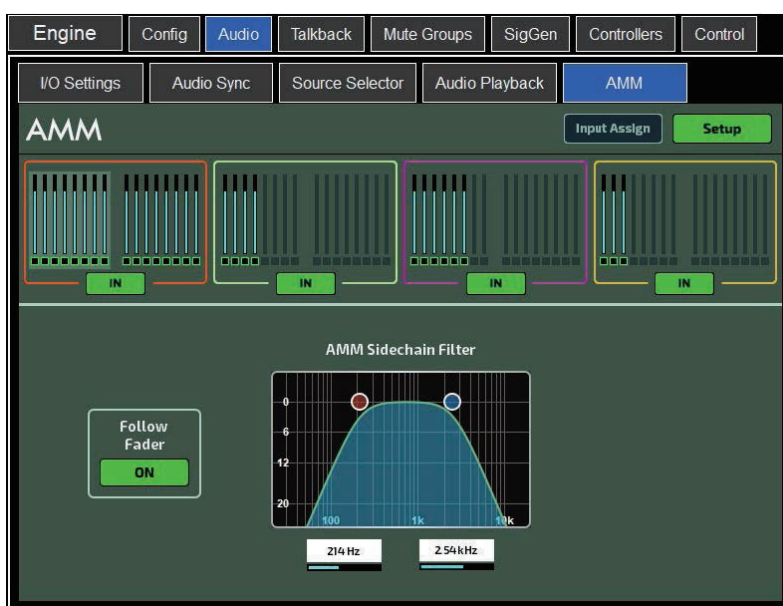 Engine Config Audio Talkback Mute Groups SigGen Controllers Control
I/O Settings Audio Sync Source Selector Audio Playback AMM
AMM Input Assign Setup
IN IN IN IN
AMM Sidechain Filter
Follow
Fader
ON
0
6
12
20
100 1k 10k
214 Hz 2.54kHz